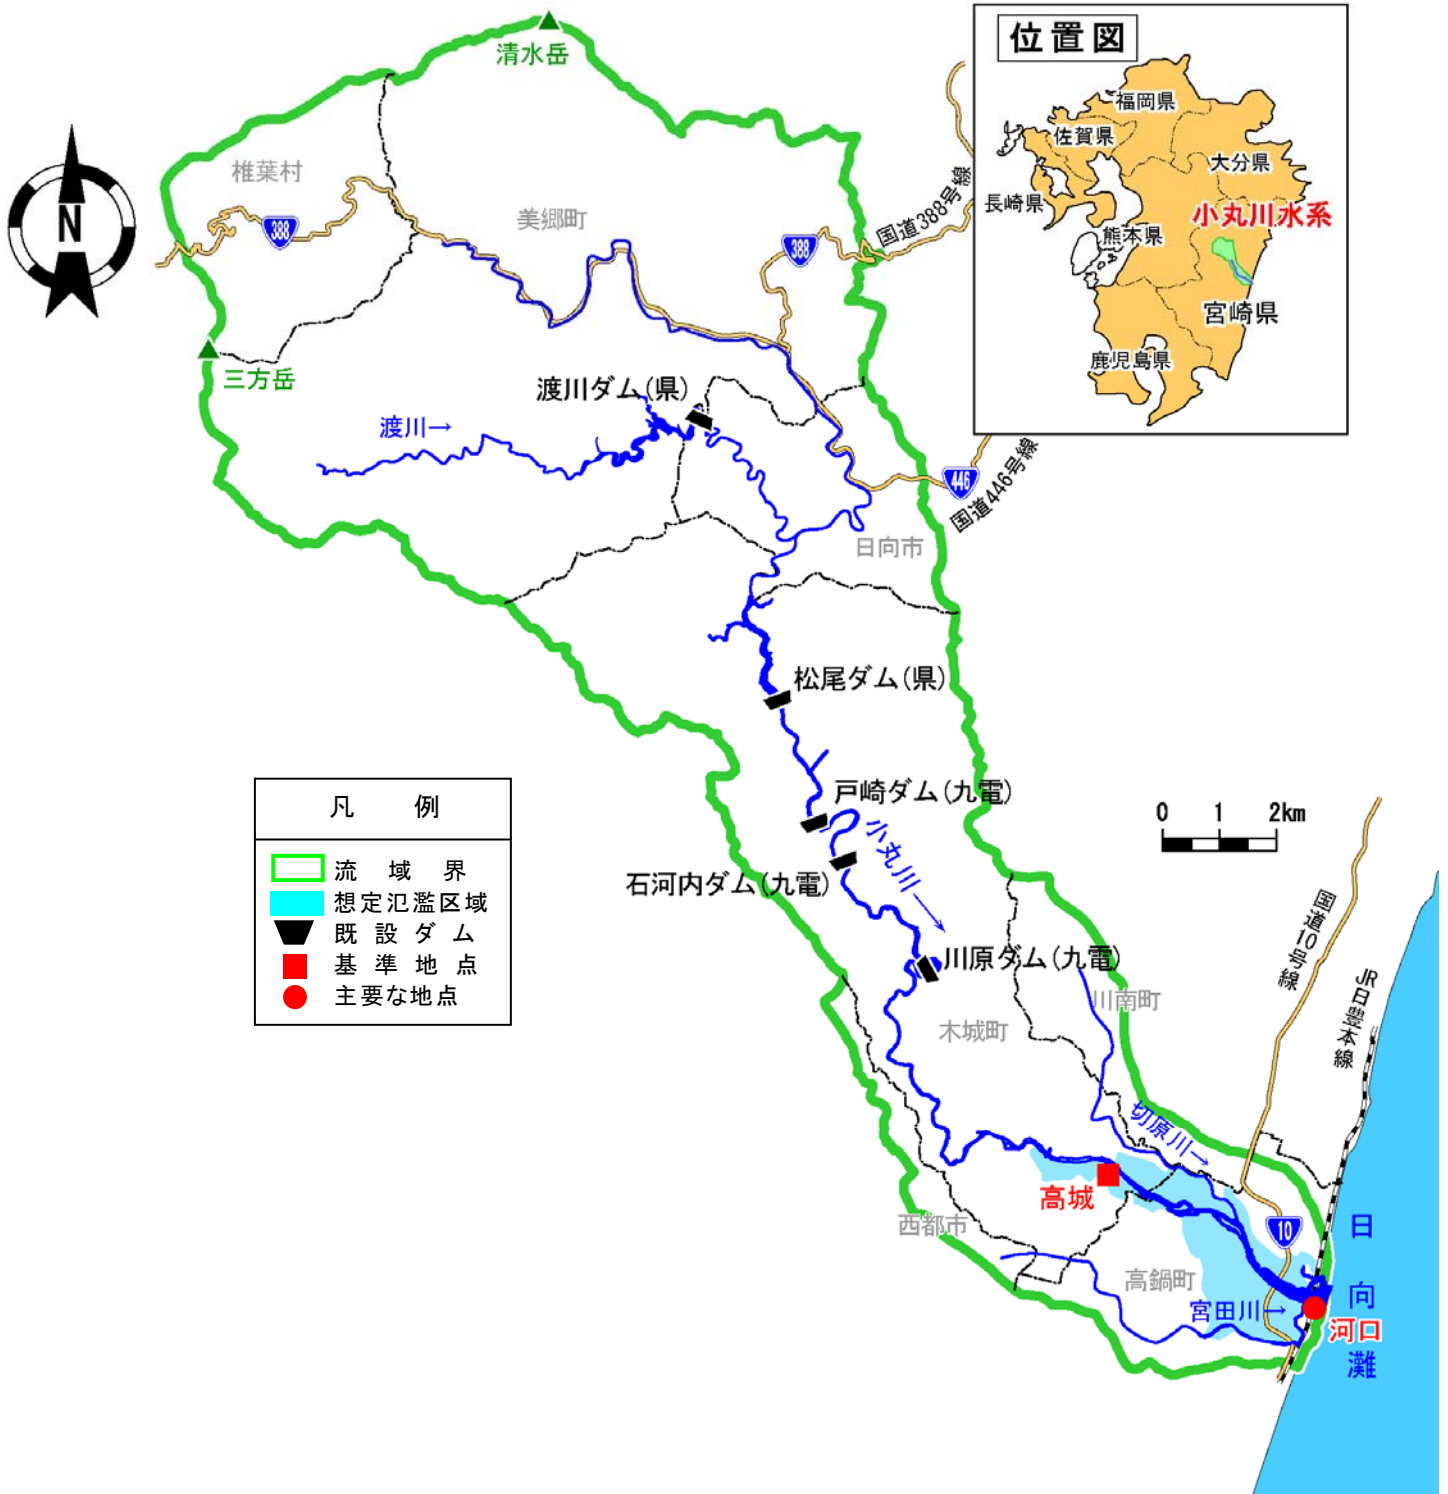 位置図
福岡県
佐賀県
大分県
長崎県
熊本県
小丸川水系
宮崎県
鹿児島県
清水岳
椎葉村
N
388
美郷町
388
国道388号線
三方岳
渡川ダム(県)
渡川→
446
国道446号線
日向市
松尾ダム(県)
戸崎ダム(九電)
小丸川→
石河内ダム(九電)
川原ダム(九電)
0 1 2km
国道10号線
JR日豊本線
川南町
木城町
凡 例
流 域 界
想定氾濫区域
既 設 ダ ム
基 準 地 点
主要な地点
切原川→
高城
西都市
10
高鍋町
宮田川→
河口
日向灘